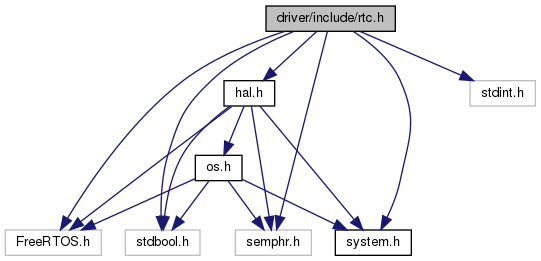 driver/include/rtc.h
hal.h
stdint.h
os.h
FreeRTOS.h
stdbool.h
semphr.h
system.h